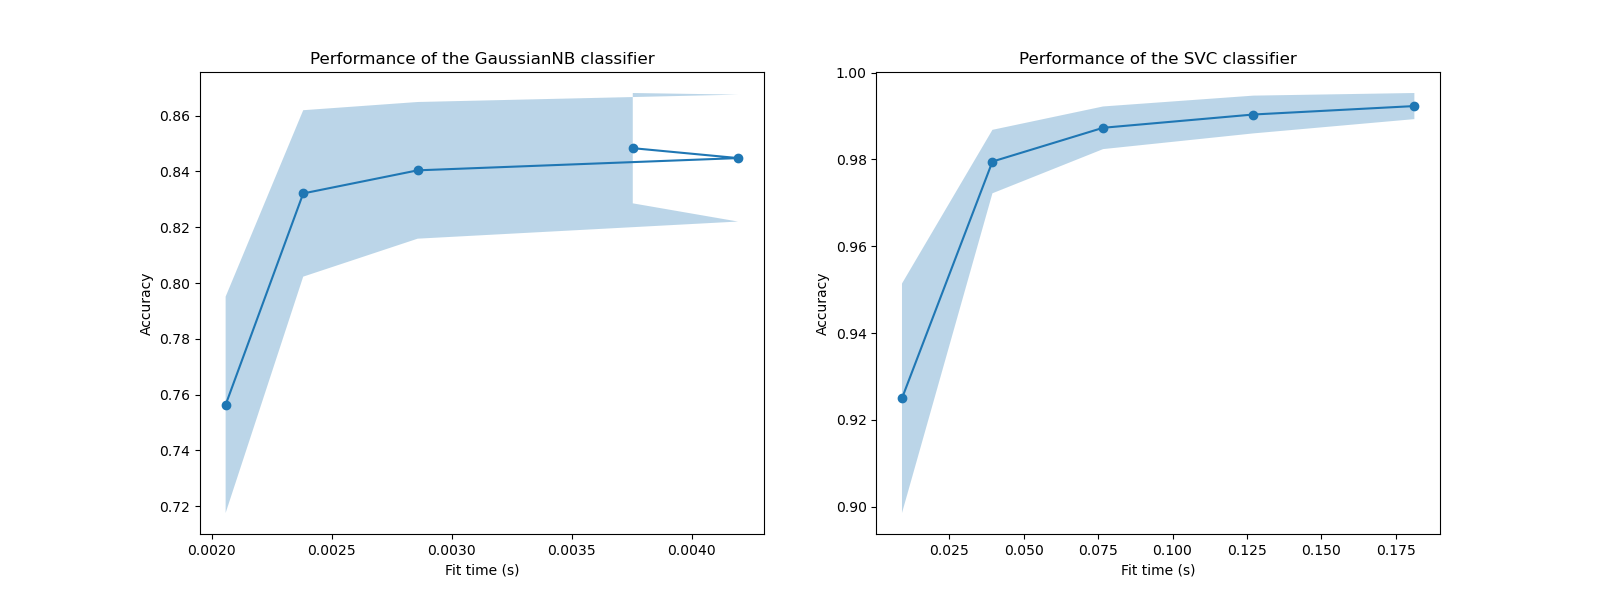 Performance of the GaussianNB classifier
Accuracy
0.86
0.84
0.82
0.80
0.78
0.76
0.74
0.72
0.0020 0.0025 0.0030 0.0035 0.0040
Fit time (s)
Performance of the SVC classifier
Accuracy
1.00
0.98
0.96
0.94
0.92
0.90
0.025 0.050 0.075 0.100 0.125 0.150 0.175
Fit time (s)